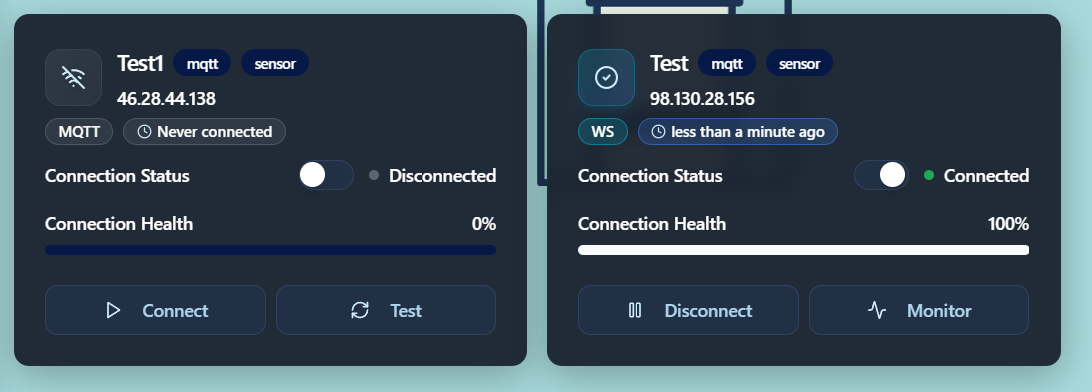 Test1 mqtt sensor
46.28.44.138
MQTT Never connected
Connection Status Disconnected
Connection Health 0%
Connect Test
Test mqtt sensor
98.130.28.156
WS less than a minute ago
Connection Status Connected
Connection Health 100%
Disconnect Monitor